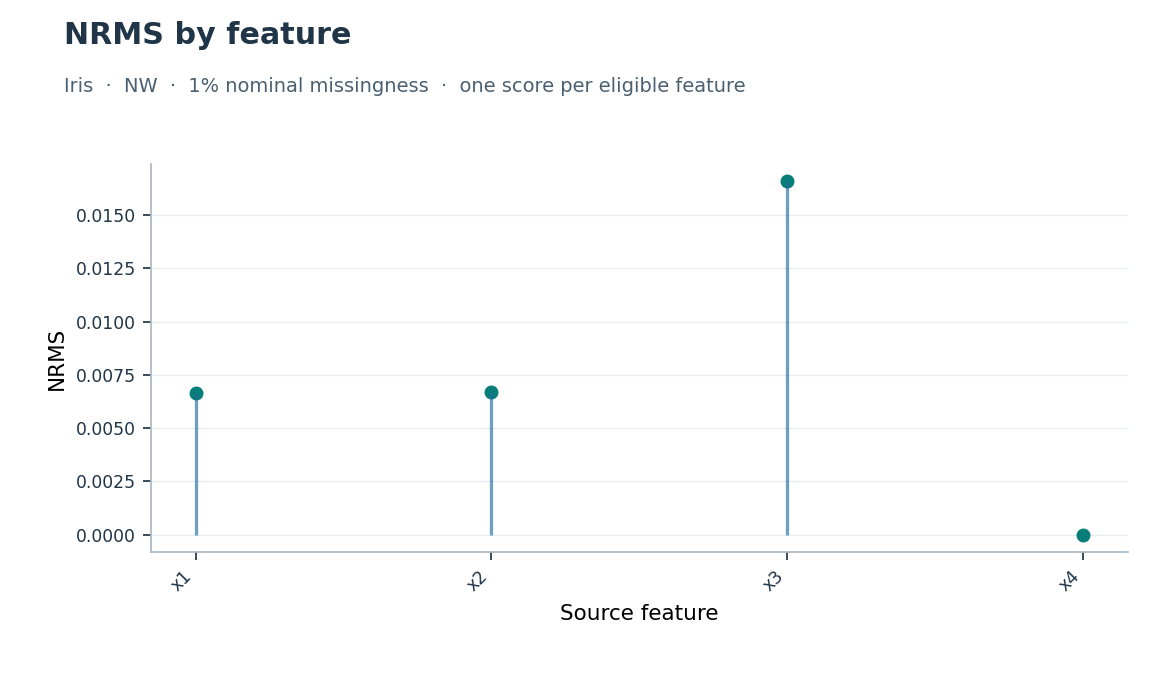 NRMS by feature
Iris · NW · 1% nominal missingness · one score per eligible feature
0.0150
0.0125
0.0100
0.0075
0.0050
0.0025
0.0000
NRMS
x1
x2
x3
x4
Source feature